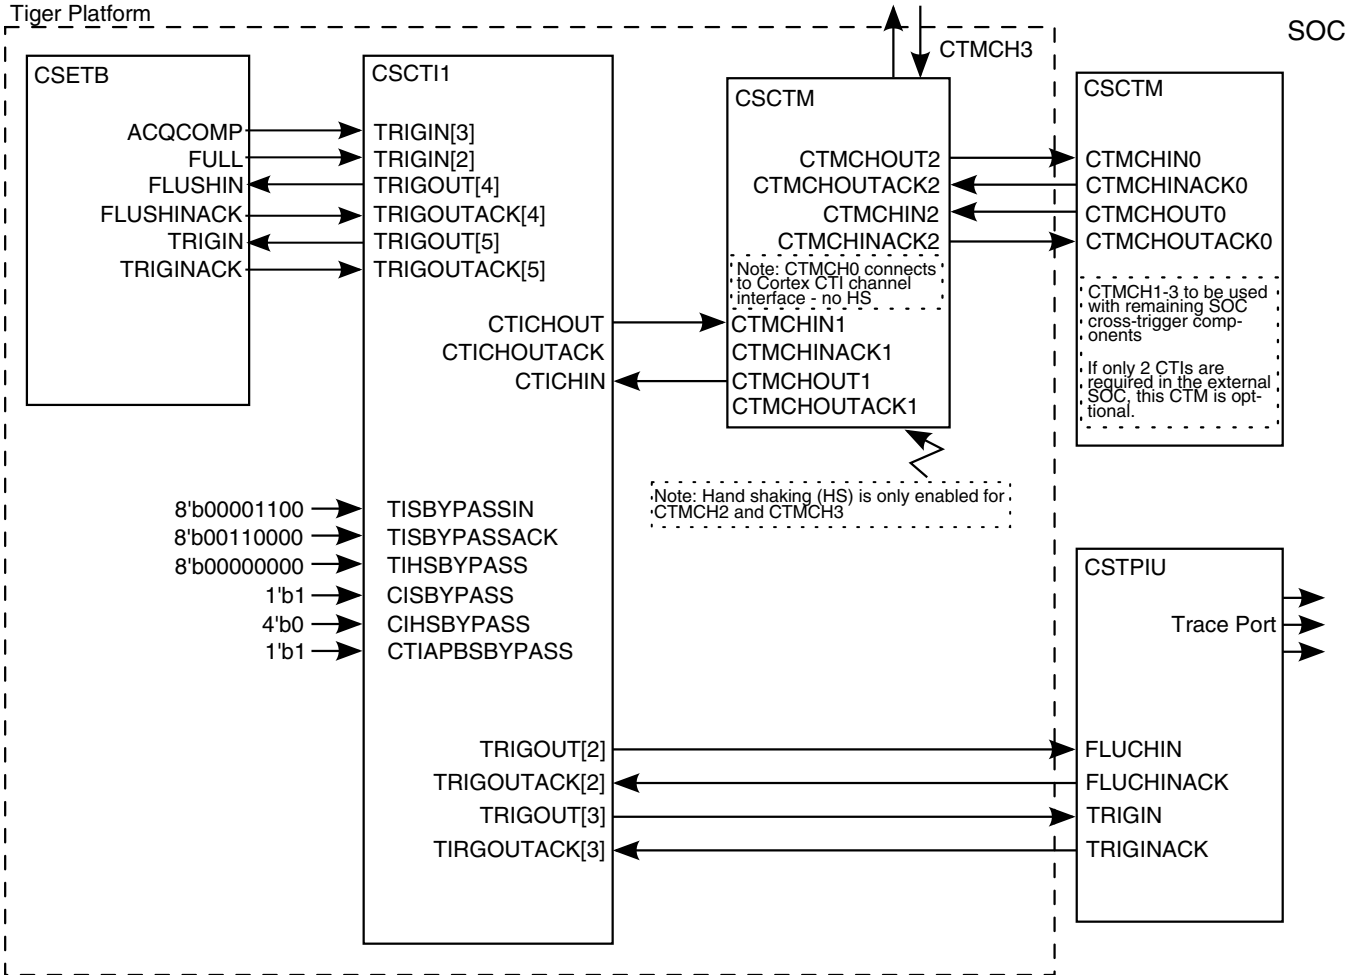 Tiger Platform
SOC
CTMCH3
CSETB
ACQCOMP
FULL
FLUSHIN
FLUSHINACK
TRIGIN
TRIGINACK
CSCTI1
TRIGIN[3]
TRIGIN[2]
TRIGOUT[4]
TRIGOUTACK[4]
TRIGOUT[5]
TRIGOUTACK[5]
CTICHOUT
CTICHOUTACK
CTICHIN
8'b00001100
8'b00110000
8'b00000000
1'b1
4'b0
1'b1
TISBYPASSIN
TISBYPASSACK
TIHSBYPASS
CISBYPASS
CIHSBYPASS
CTIAPBSBYPASS
TRIGOUT[2]
TRIGOUTACK[2]
TRIGOUT[3]
TIRGOUTACK[3]
CSCTM
CTMCHOUT2
CTMCHOUTACK2
CTMCHIN2
CTMCHINACK2
Note: CTMCH0 connects
to Cortex CTI channel
interface - no HS
CTMCHIN1
CTMCHINACK1
CTMCHOUT1
CTMCHOUTACK1
Note: Hand shaking (HS) is only enabled for
CTMCH2 and CTMCH3
CSCTM
CTMCHIN0
CTMCHINACK0
CTMCHOUT0
CTMCHOUTACK0
CTMCH1-3 to be used
with remaining SOC
cross-trigger comp-
onents
If only 2 CTIs are
required in the external
SOC, this CTM is opt-
tional.
CSTPIU
Trace Port
FLUCHIN
FLUCHINACK
TRIGIN
TRIGINACK